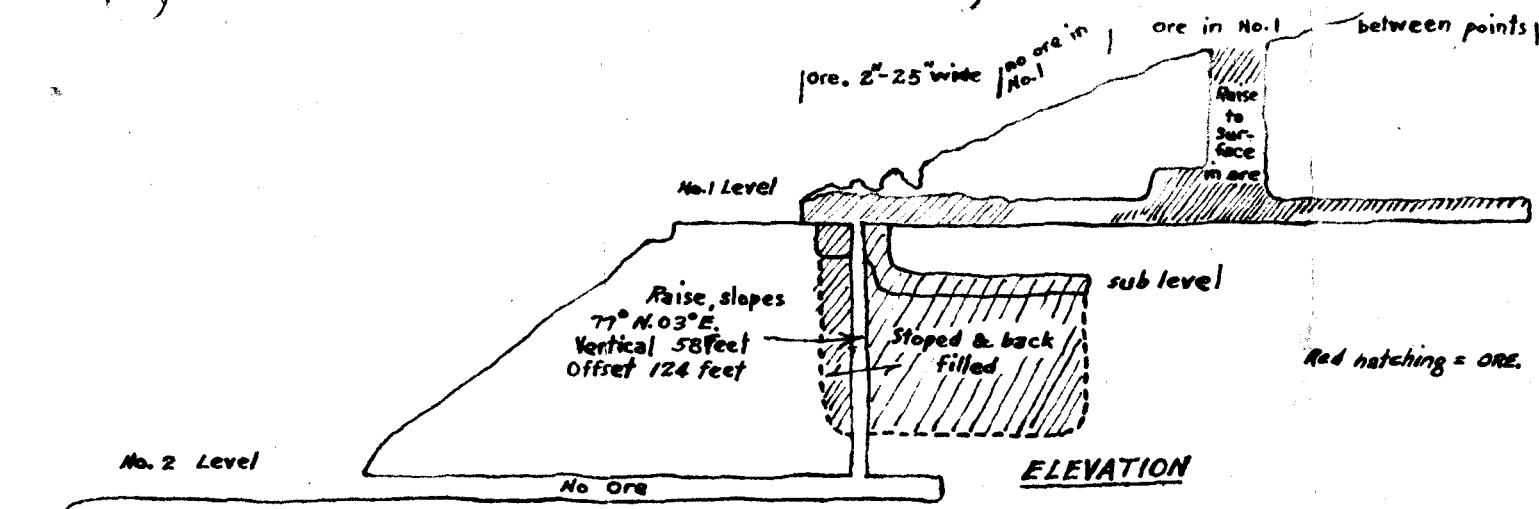 ore in No.1
between points
Ore. 2"-25" wide
no ore in
No.1
Raise
to
Sur-
face
in ore
No.1 Level
sub level
Raise, slopes
77° N.03°E.
Vertical 58 Feet
Offset 124 feet
Stoped & back
filled
Red hatching = ORE.
No. 2 Level
No Ore
ELEVATION